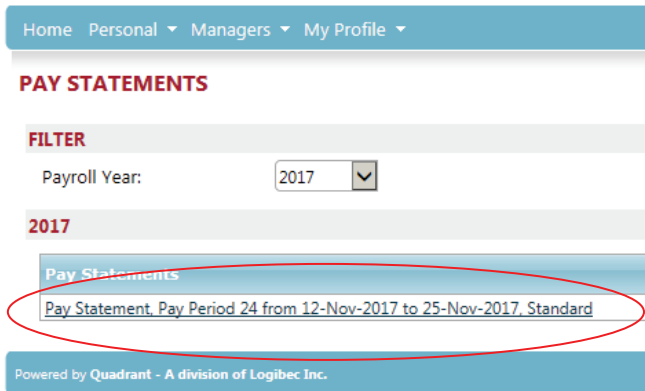 Home Personal Managers My Profile
PAY STATEMENTS
FILTER
Payroll Year: 2017
2017
Pay Statements
Pay Statement, Pay Period 24 from 12-Nov-2017 to 25-Nov-2017, Standard
Powered by Quadrant - A division of Logibec Inc.